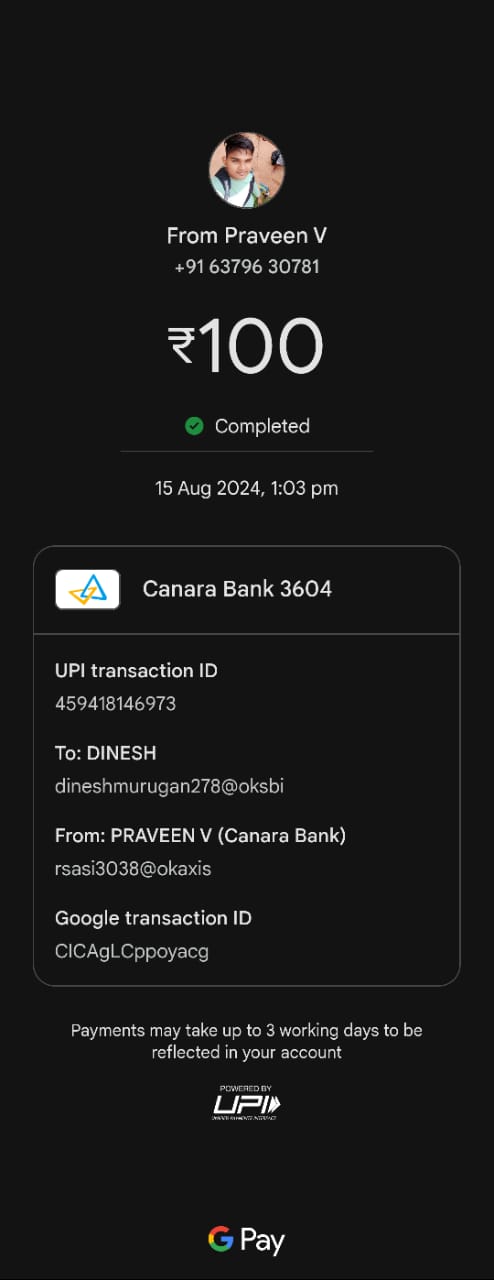 From Praveen V
+91 63796 30781
₹100
Completed
15 Aug 2024, 1:03 pm
Canara Bank 3604
UPI transaction ID
459418146973
To: DINESH
dineshmurugan278@oksbi
From: PRAVEEN V (Canara Bank)
rsasi3038@okaxis
Google transaction ID
CICAgLCppoyacg
Payments may take up to 3 working days to be
reflected in your account
POWERED BY
UPI
UNIFIED PAYMENTS INTERFACE
G Pay